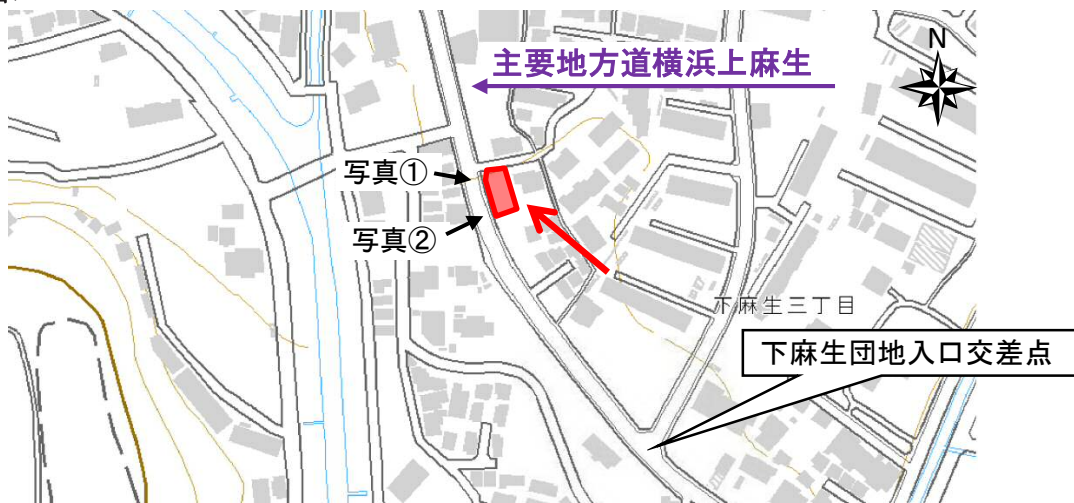 主要地方道横浜上麻生
N
写真①
写真②
下麻生三丁目
下麻生団地入口交差点